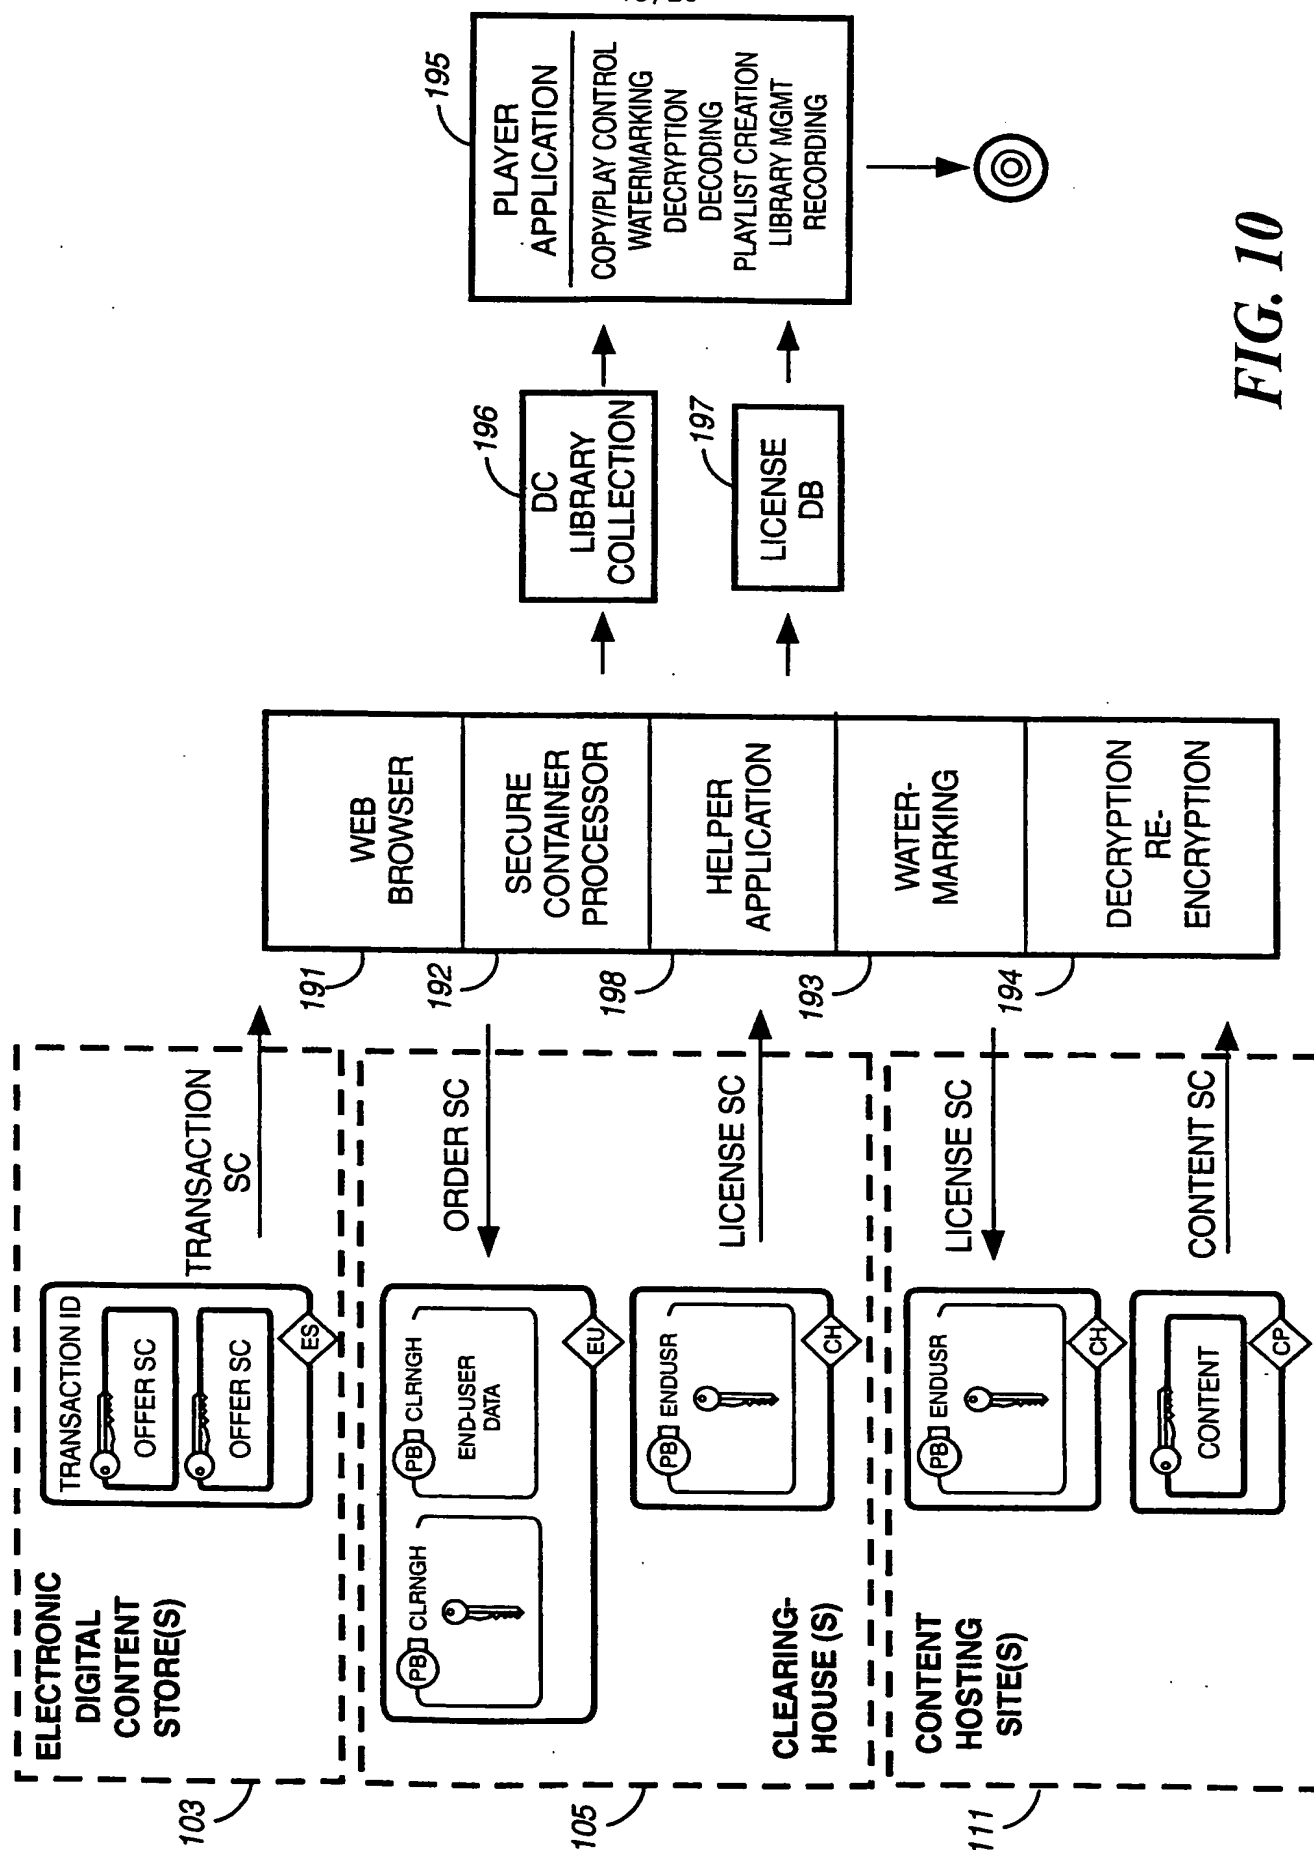 ELECTRONIC
DIGITAL
CONTENT
STORE(S)
103
TRANSACTION ID
OFFER SC
OFFER SC
ES
TRANSACTION
SC
PB CLRNGH
PB CLRNGH
END-USER
DATA
EU
ORDER SC
CLEARING-
HOUSE (S)
105
PB ENDUSR
CH
LICENSE SC
CONTENT
HOSTING
SITE(S)
111
PB ENDUSR
CH
LICENSE SC
CONTENT
CP
CONTENT SC
191
WEB
BROWSER
192
SECURE
CONTAINER
PROCESSOR
198
HELPER
APPLICATION
193
WATER-
MARKING
194
DECRYPTION
RE-
ENCRYPTION
196
DC
LIBRARY
COLLECTION
197
LICENSE
DB
195
PLAYER
APPLICATION
COPY/PLAY CONTROL
WATERMARKING
DECRYPTION
DECODING
PLAYLIST CREATION
LIBRARY MGMT
RECORDING
FIG. 10